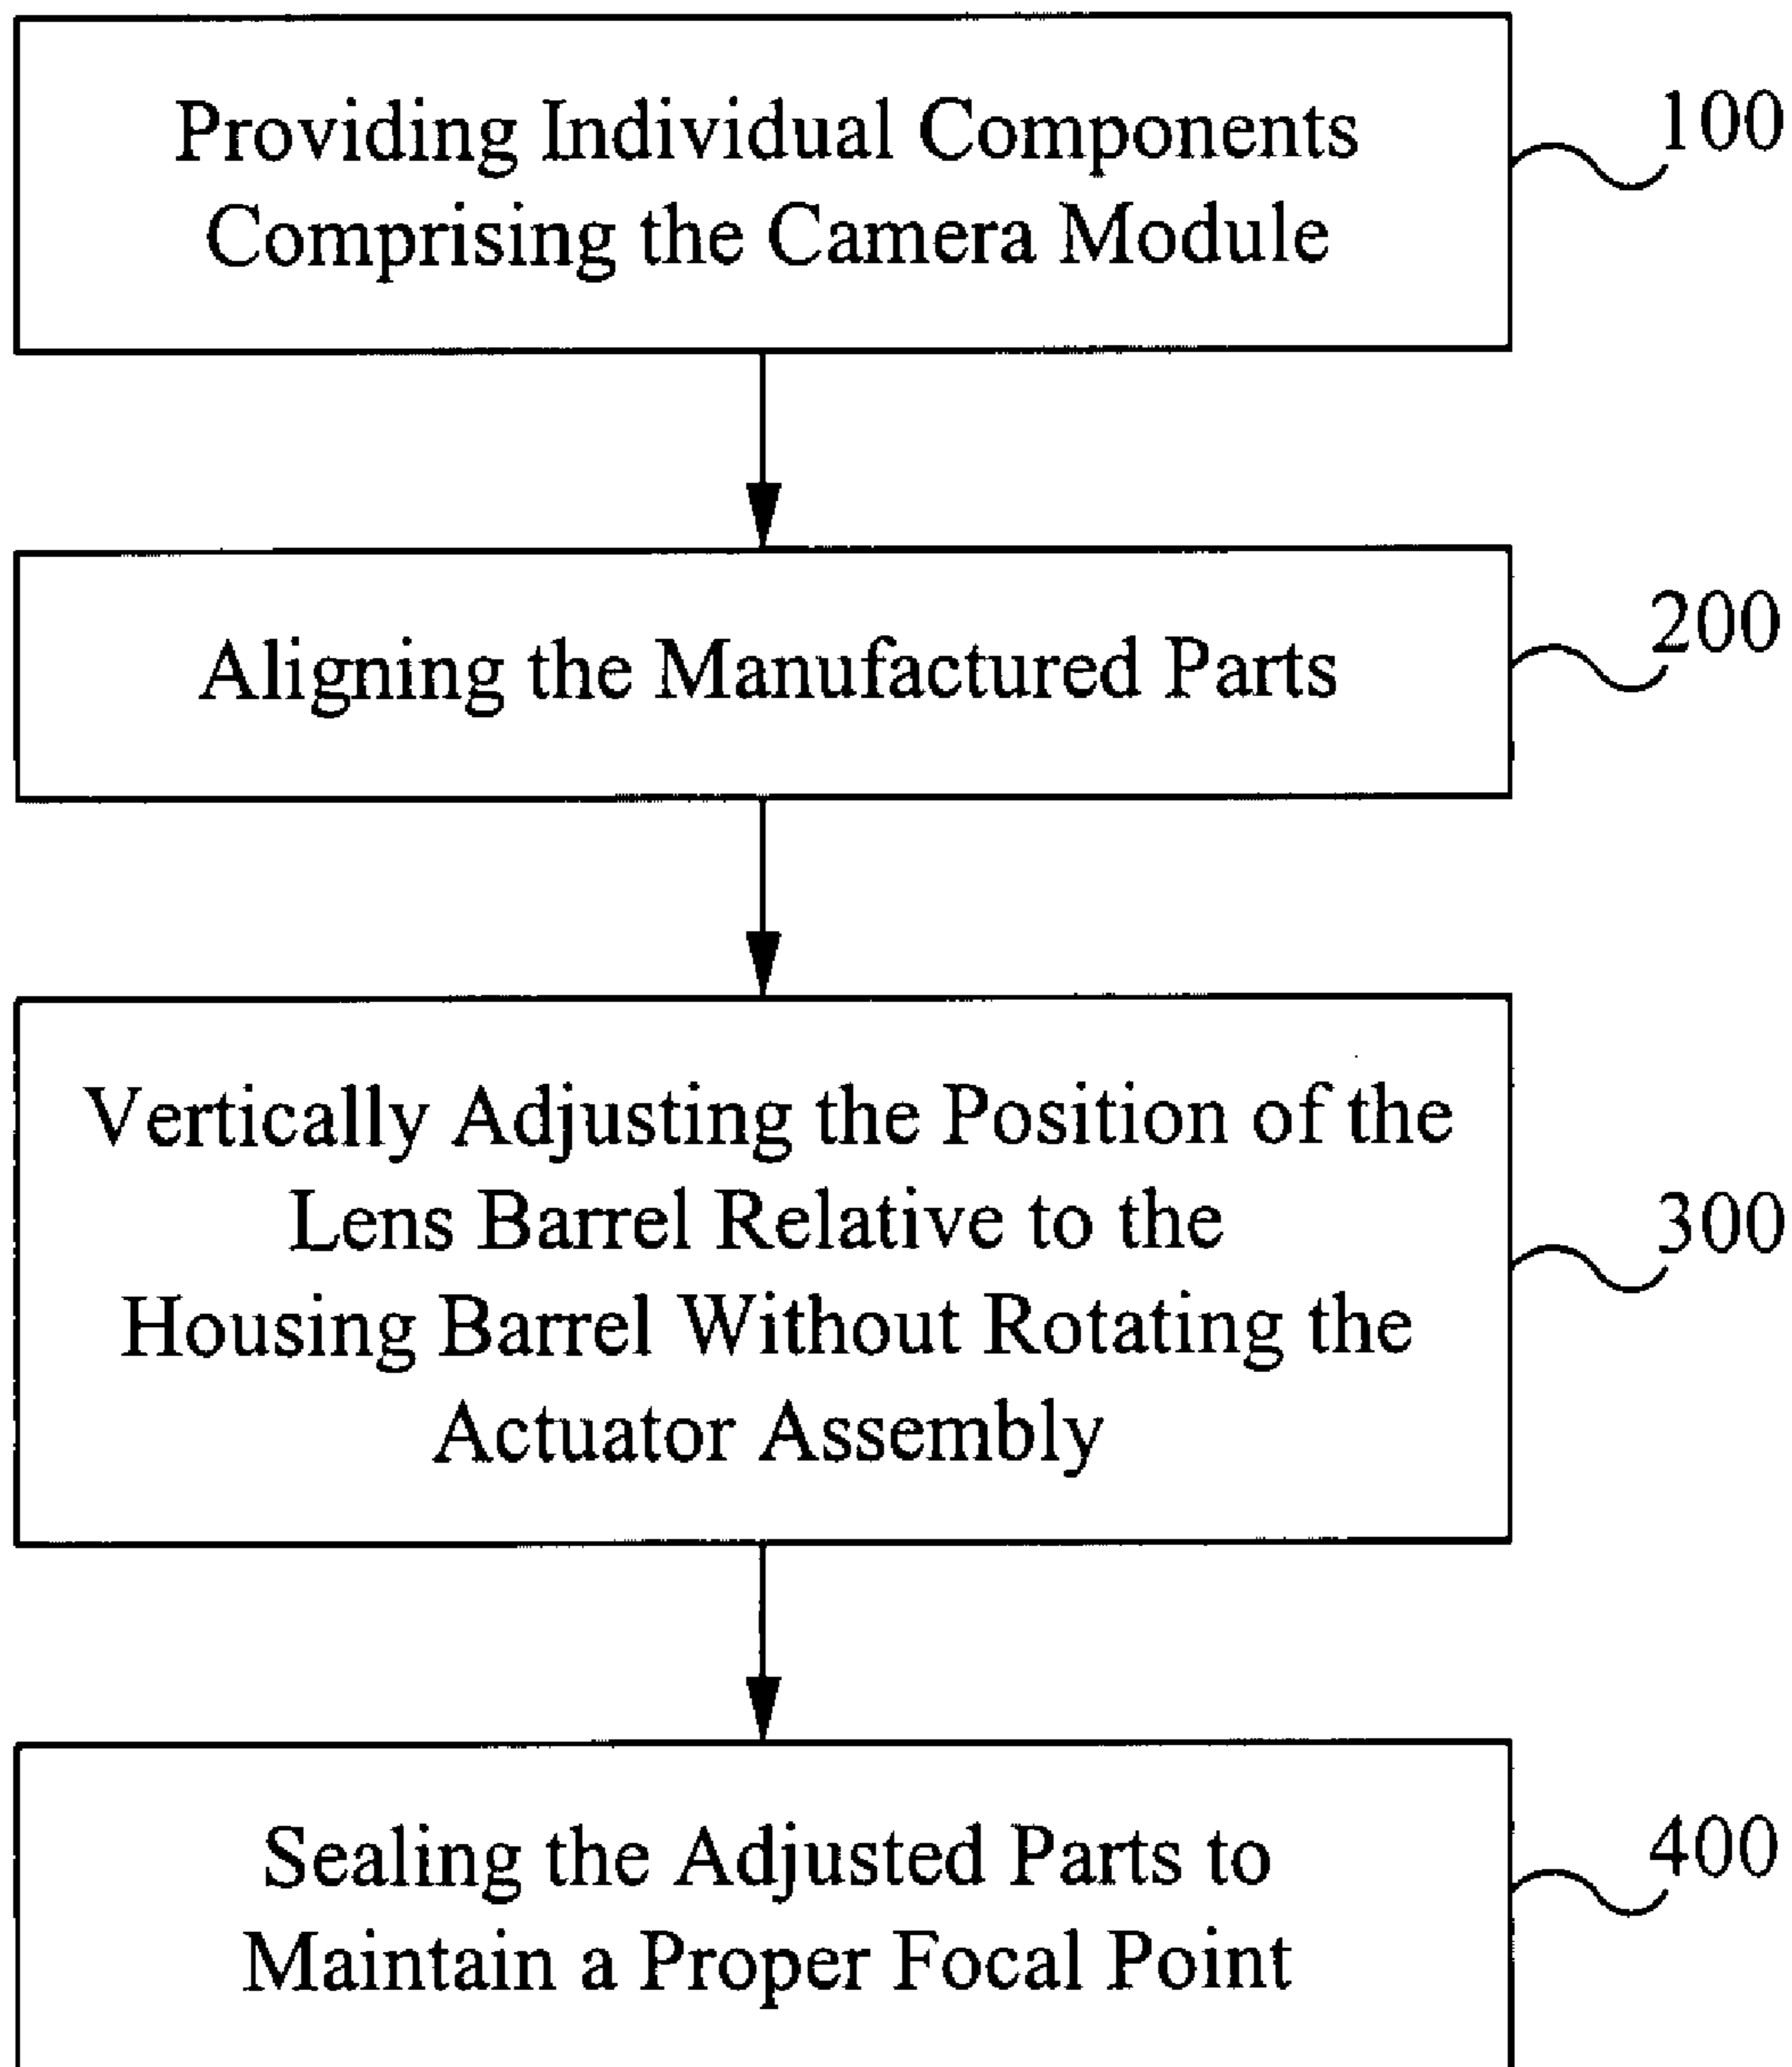 Providing Individual Components
Comprising the Camera Module
100
Aligning the Manufactured Parts
200
Vertically Adjusting the Position of the
Lens Barrel Relative to the
Housing Barrel Without Rotating the
Actuator Assembly
300
Sealing the Adjusted Parts to
Maintain a Proper Focal Point
400